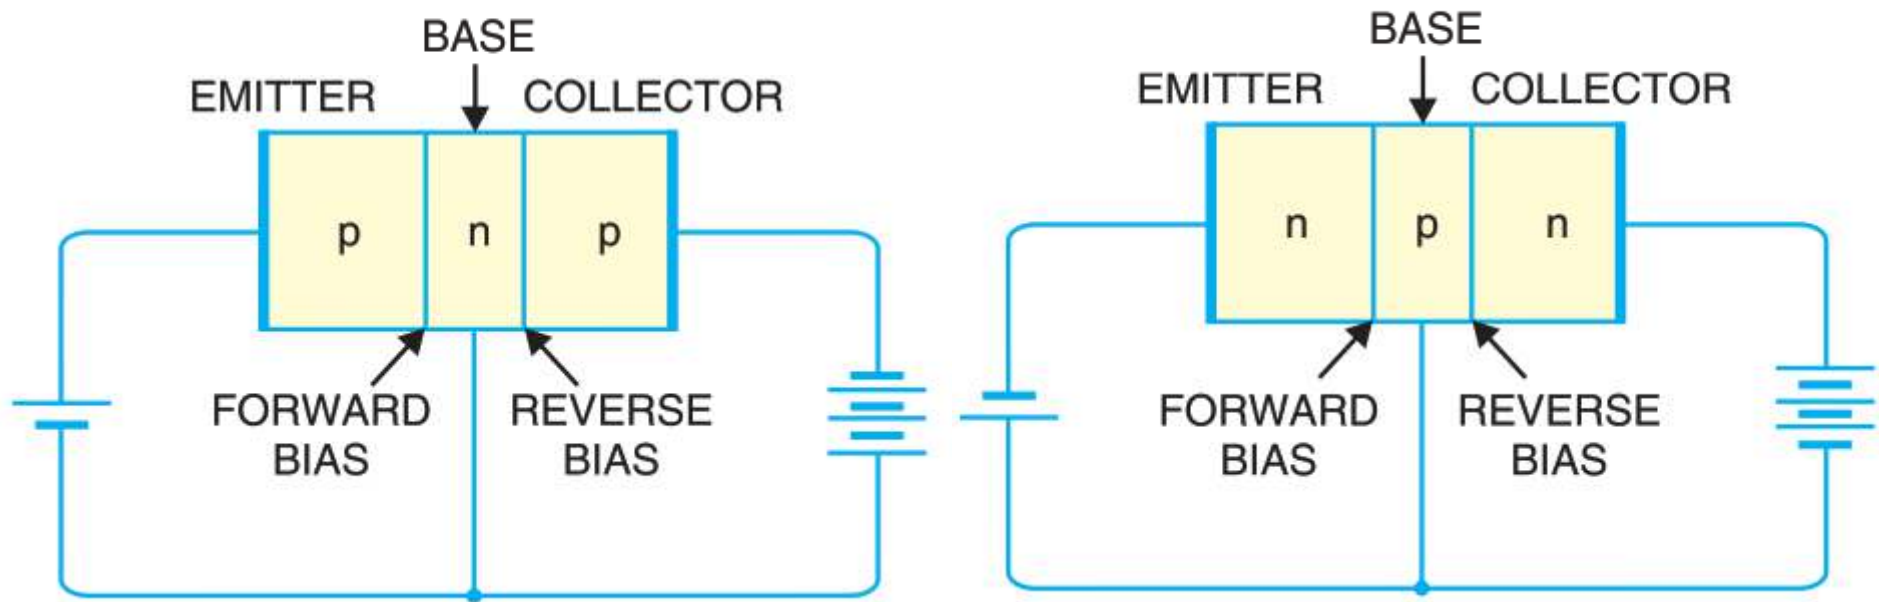 BASE
EMITTER COLLECTOR
p n p
FORWARD BIAS
REVERSE BIAS
BASE
EMITTER COLLECTOR
n p n
FORWARD BIAS
REVERSE BIAS